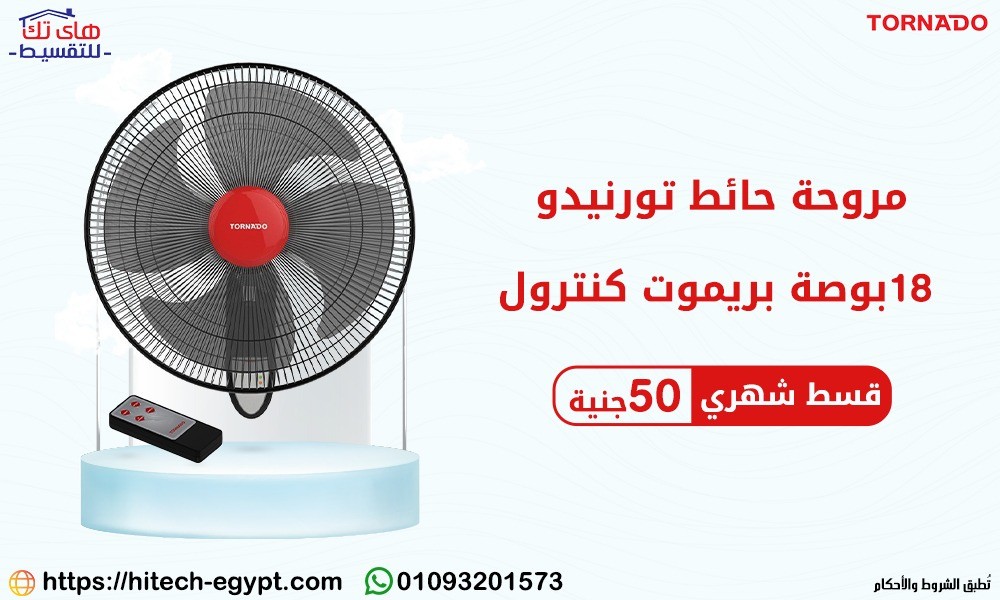 هاى تك
-للتقسيط-
TORNADO
TORNADO
مروحة حائط تورنيدو
18بوصة بريموت كنترول
قسط شهري 50جنية
TORNADO
https://hitech-egypt.com
01093201573
تُطبق الشروط والأحكام